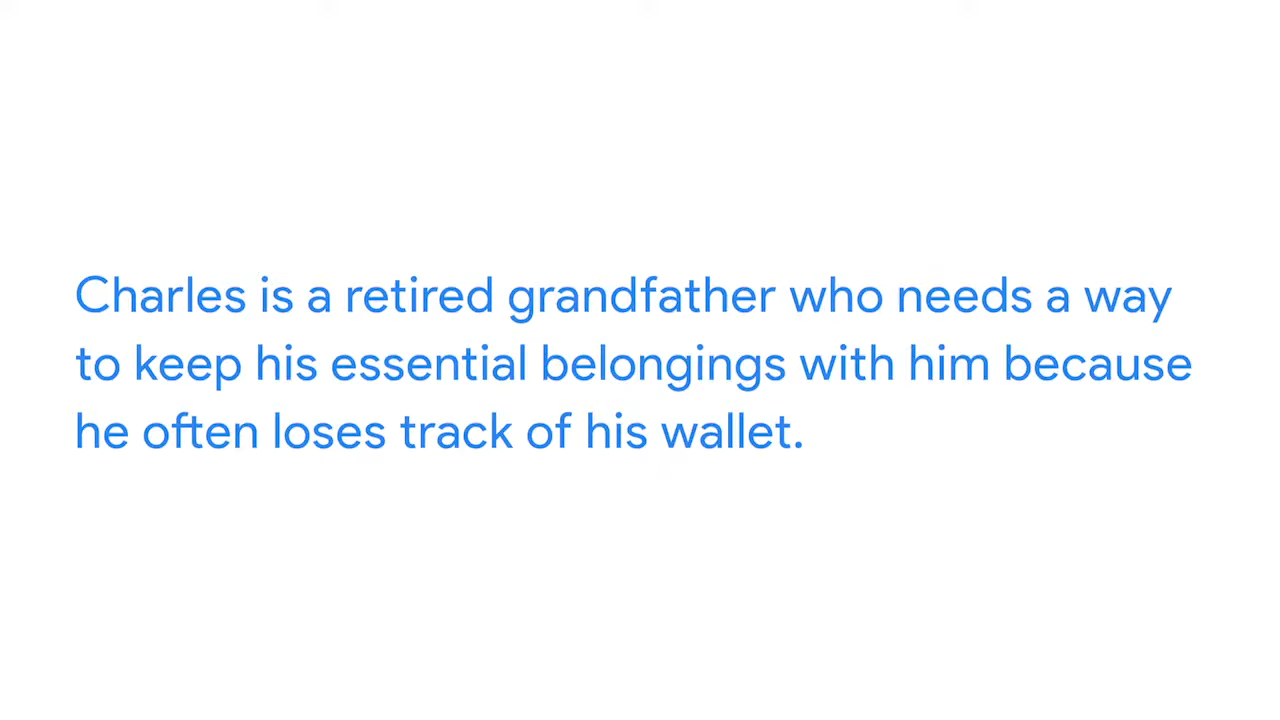 Charles is a retired grandfather who needs a way
to keep his essential belongings with him because
he often loses track of his wallet.